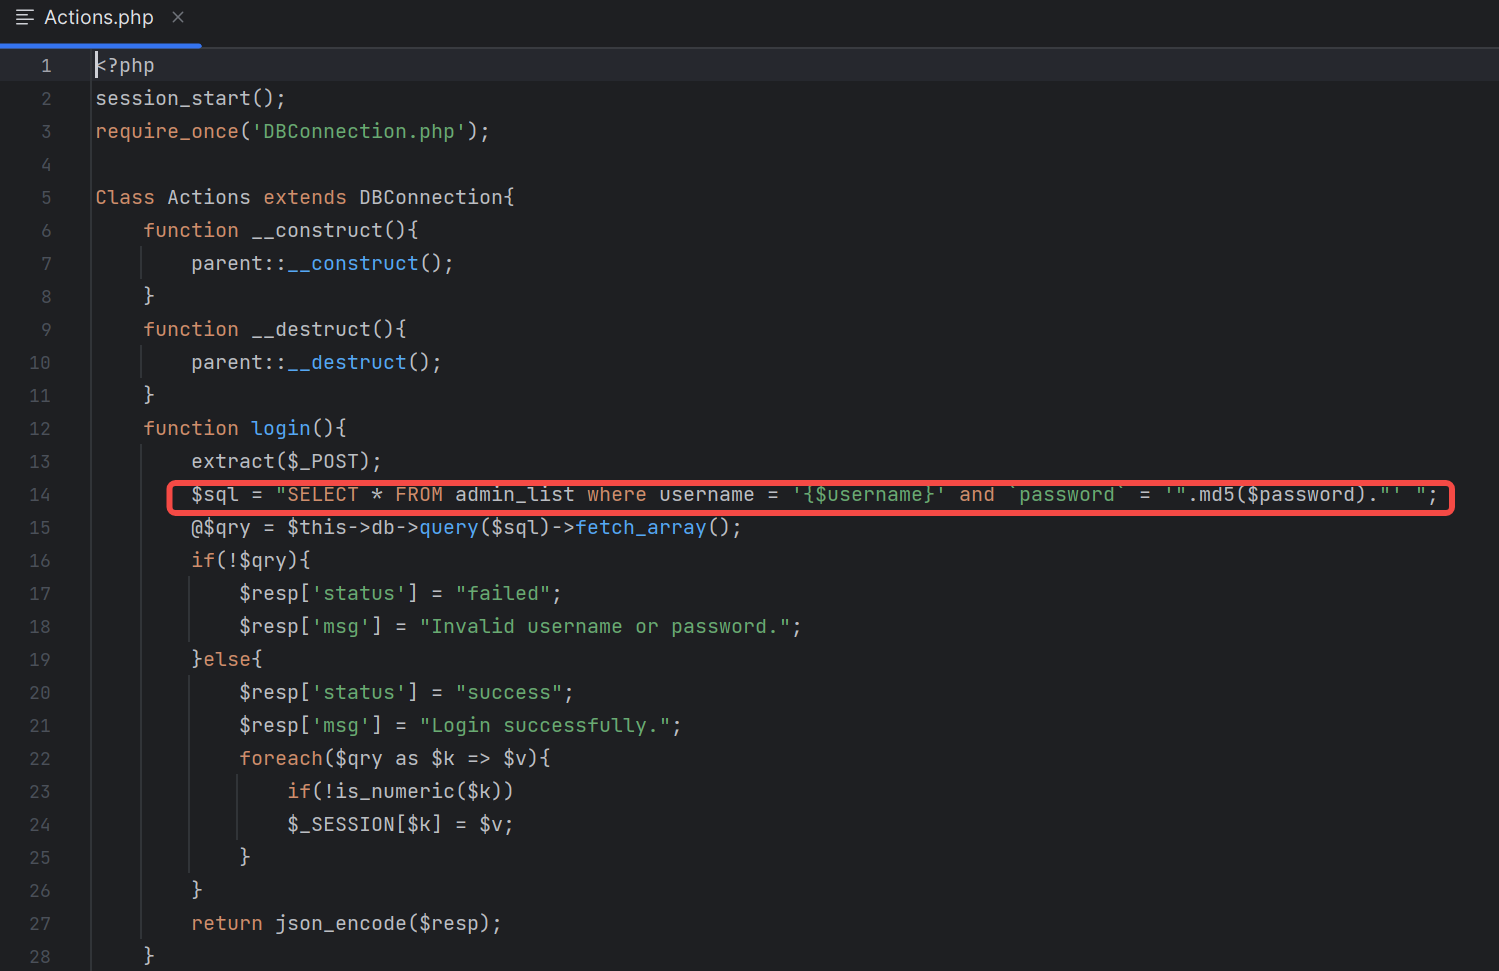 Actions.php ×
1 <?php
2 session_start();
3 require_once('DBConnection.php');
4
5 Class Actions extends DBConnection{
6     function __construct(){
7         parent::__construct();
8     }
9     function __destruct(){
10         parent::__destruct();
11     }
12     function login(){
13         extract($_POST);
14         $sql = "SELECT * FROM admin_list where username = '{$username}' and `password` = '".md5($password)."' ";
15         @$qry = $this->db->query($sql)->fetch_array();
16         if(!$qry){
17             $resp['status'] = "failed";
18             $resp['msg'] = "Invalid username or password.";
19         }else{
20             $resp['status'] = "success";
21             $resp['msg'] = "Login successfully.";
22             foreach($qry as $k => $v){
23                 if(!is_numeric($k))
24                 $_SESSION[$k] = $v;
25             }
26         }
27         return json_encode($resp);
28     }